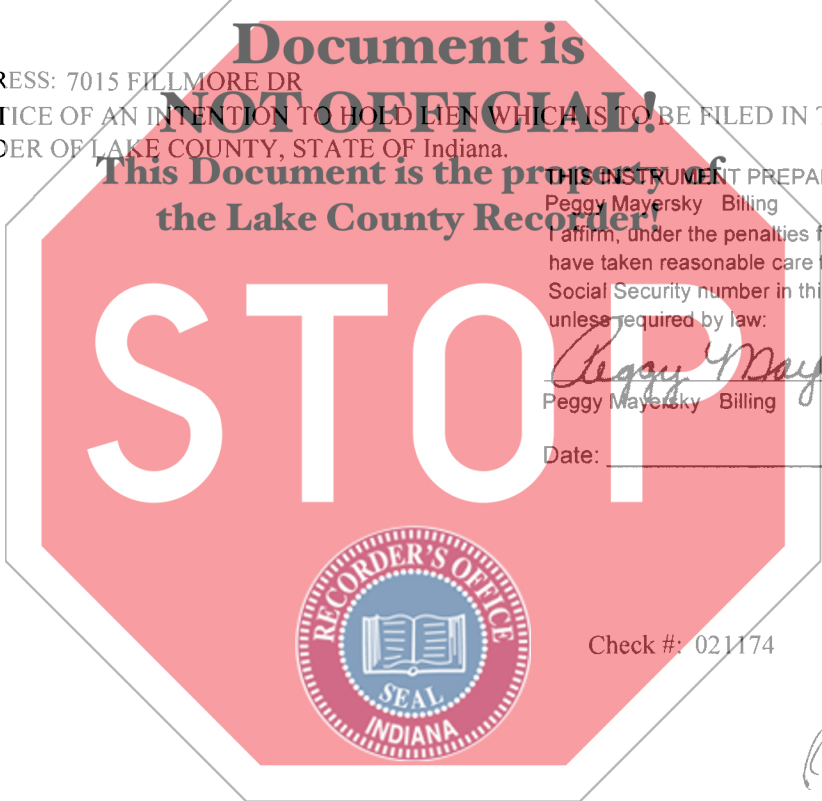 Document is
RESS: 7015 FILLMORE DR
NOT OFFICIAL!
TICE OF AN INTENTION TO HOLD LIEN WHICH IS TO BE FILED IN T
DER OF LAKE COUNTY, STATE OF Indiana.
This Document is the property of
the Lake County Recorder!
THIS INSTRUMENT PREPA
Peggy Mayersky Billing
I affirm, under the penalties f
have taken reasonable care t
Social Security number in thi
unless required by law:
Peggy May
Peggy Mayersky Billing
Date:
STOP
RECORDER'S OFFICE
SEAL
INDIANA
Check #: 021174